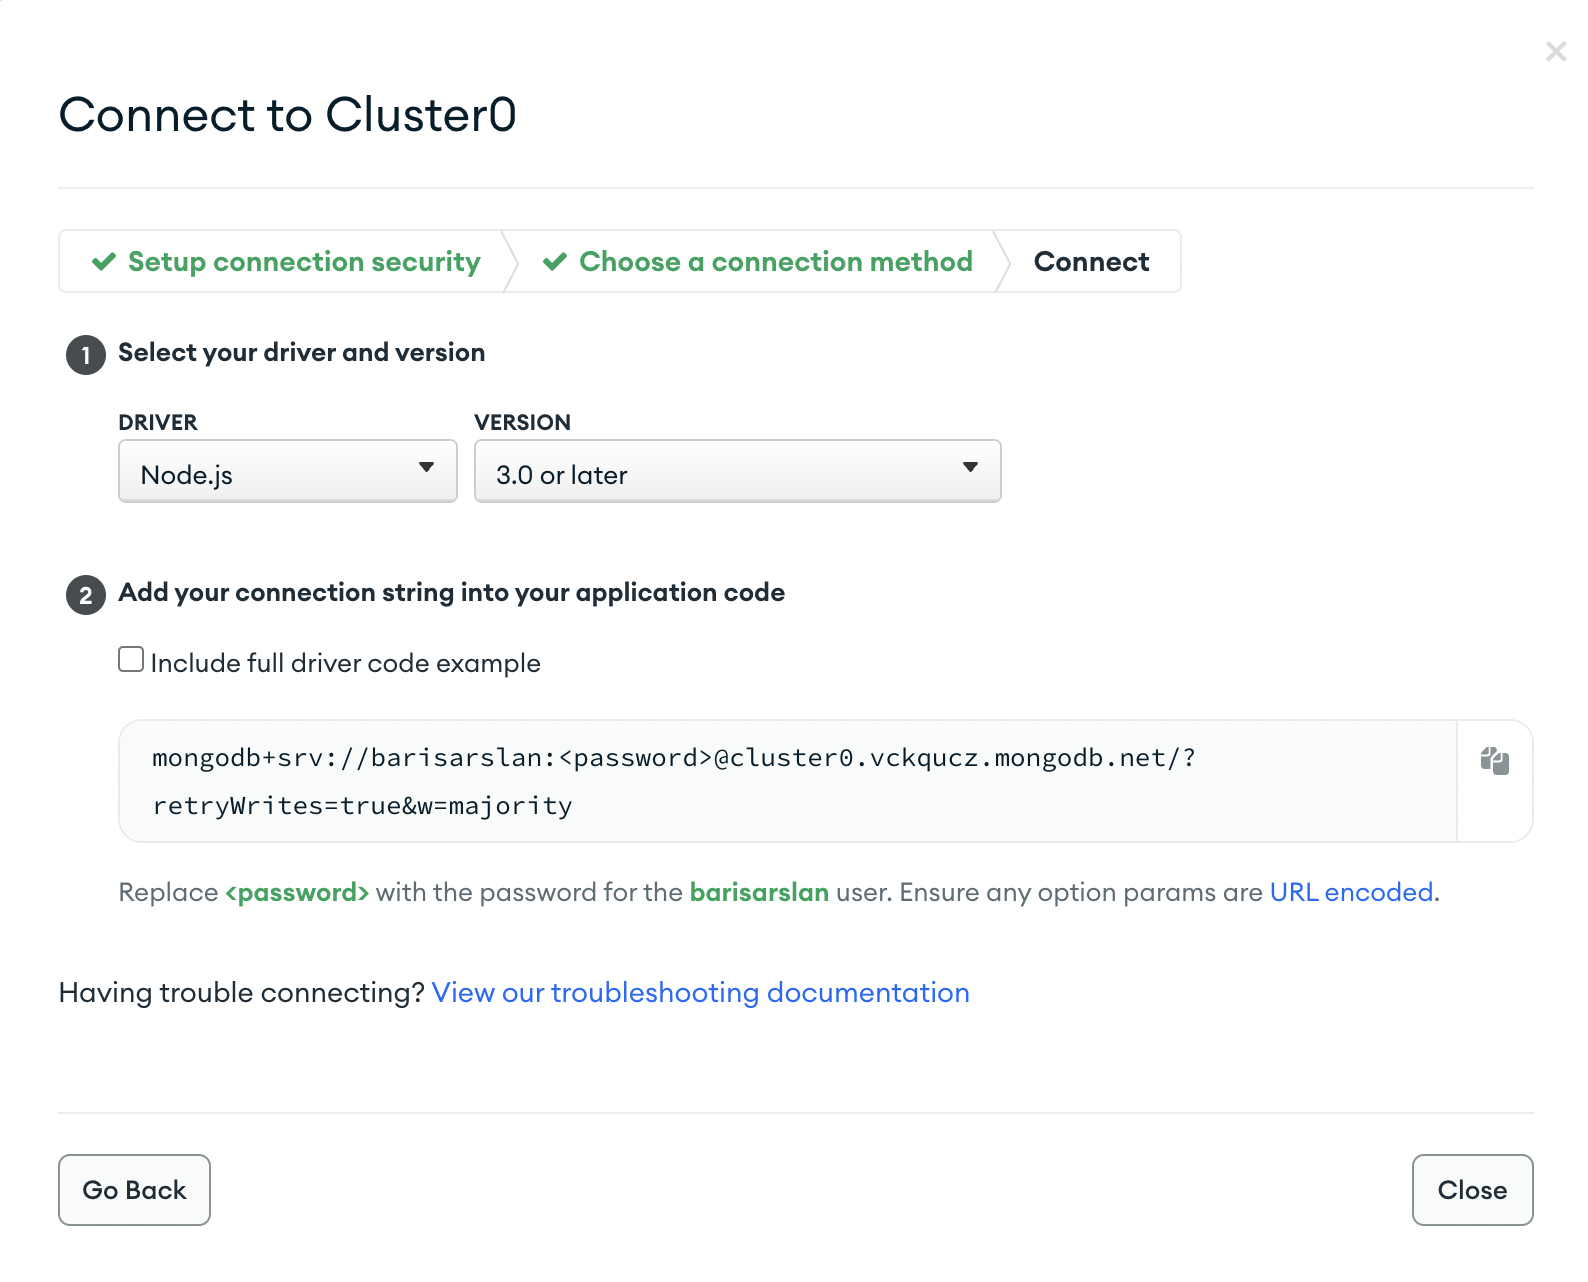 Connect to Cluster0
Setup connection security
Choose a connection method
Connect
1 Select your driver and version
DRIVER
VERSION
Node.js
3.0 or later
2 Add your connection string into your application code
Include full driver code example
mongodb+srv://barisarslan:<password>@cluster0.vckqucz.mongodb.net/?
retryWrites=true&w=majority
Replace <password> with the password for the barisarslan user. Ensure any option params are URL encoded.
Having trouble connecting? View our troubleshooting documentation
Go Back
Close